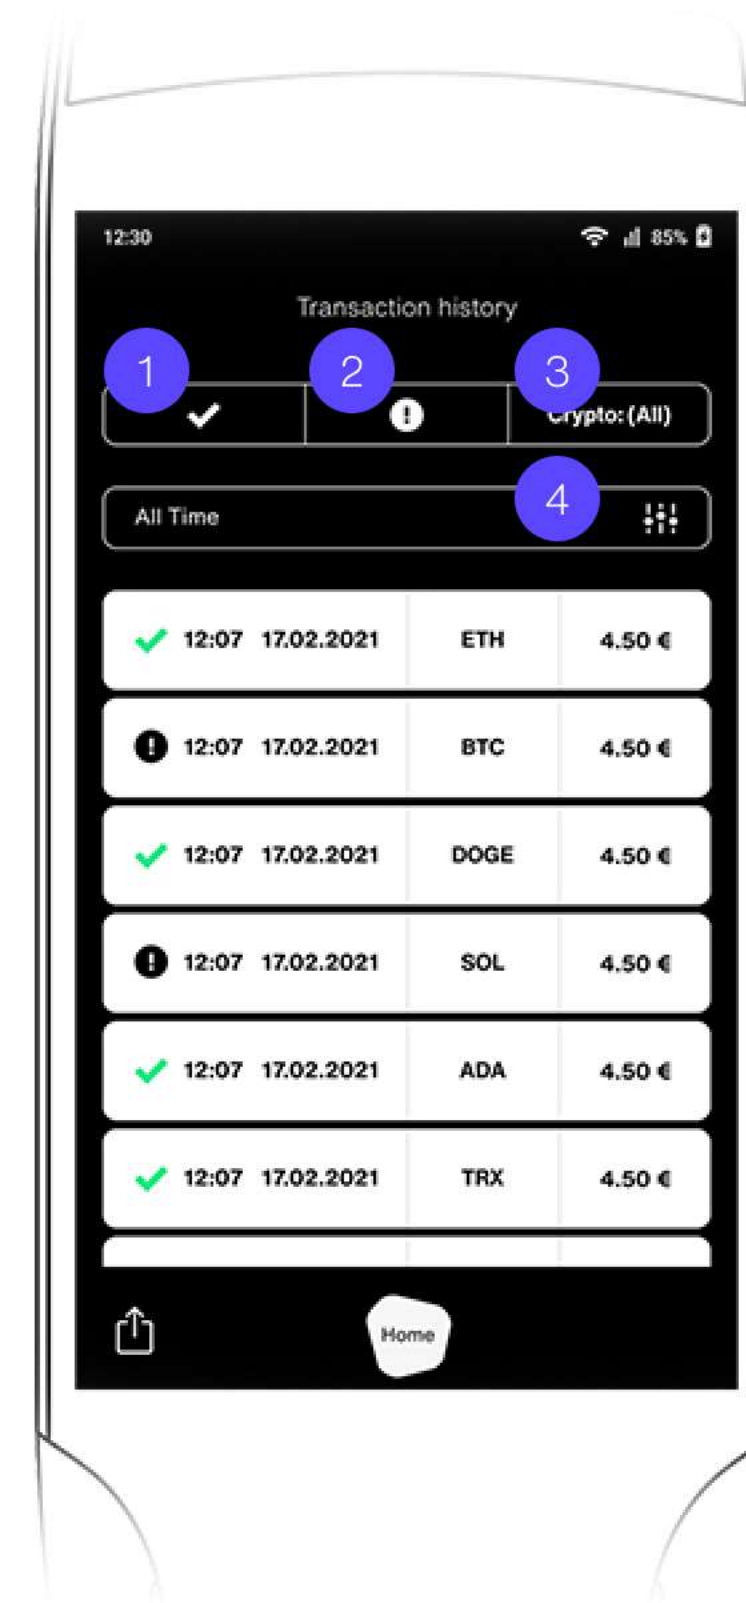 12:30 85%
Transaction history
1 2 3
Crypto: (All)
4
All Time
12:07 17.02.2021 ETH 4.50 €
12:07 17.02.2021 BTC 4.50 €
12:07 17.02.2021 DOGE 4.50 €
12:07 17.02.2021 SOL 4.50 €
12:07 17.02.2021 ADA 4.50 €
12:07 17.02.2021 TRX 4.50 €
Home